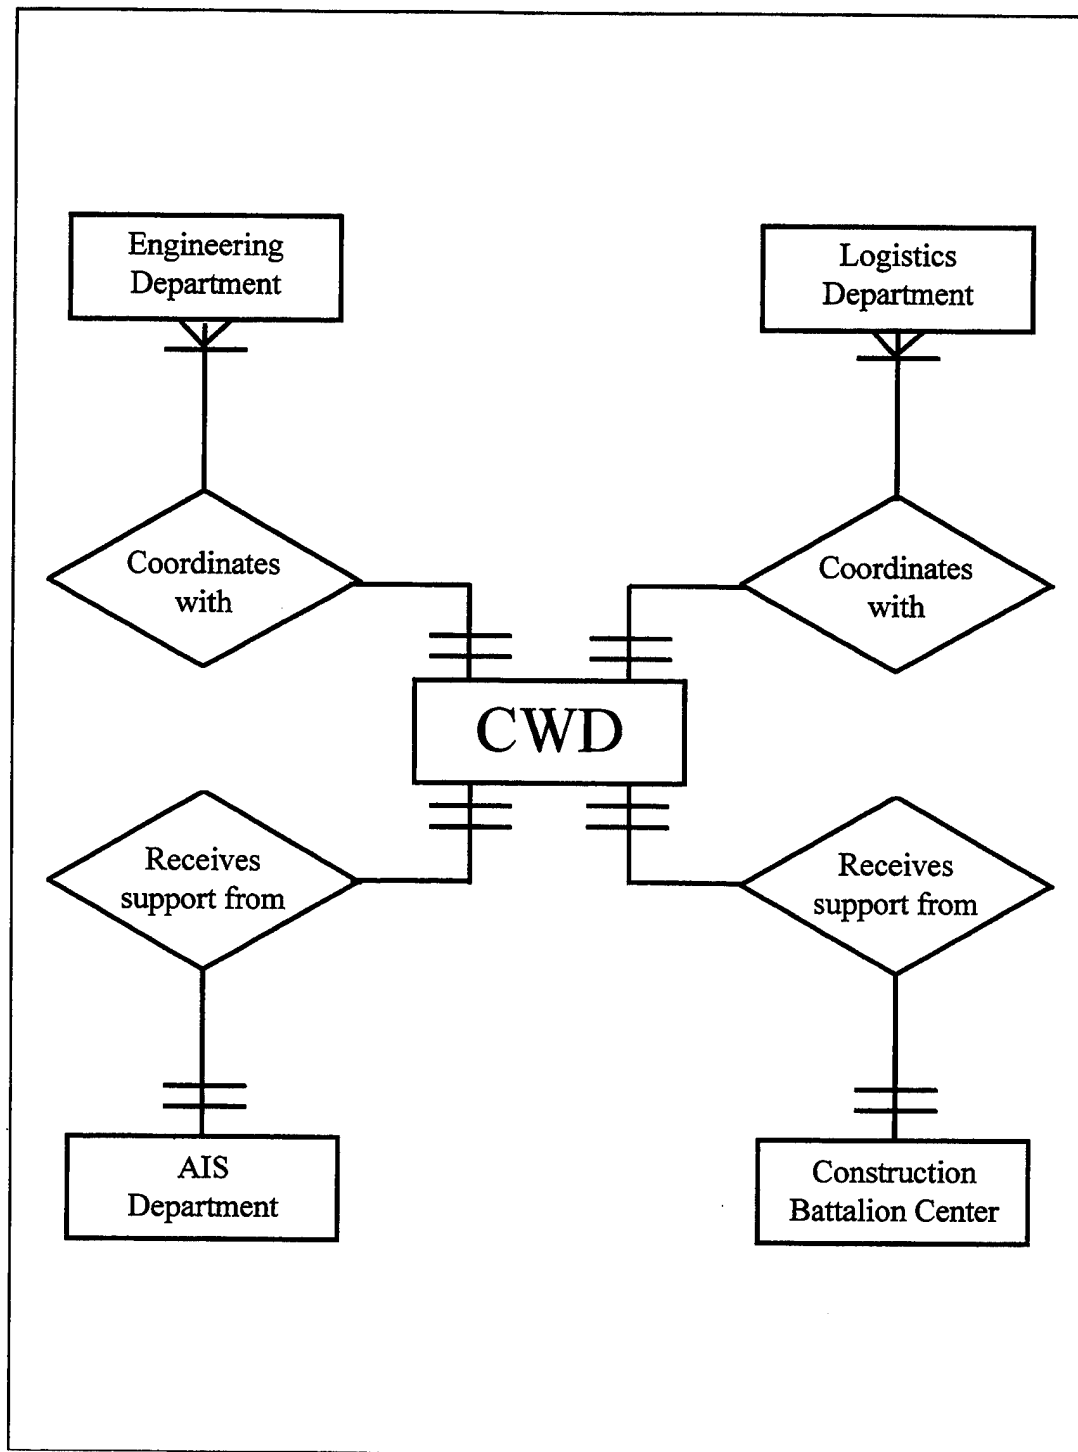 Engineering
Department
Logistics
Department
Coordinates
with
Coordinates
with
CWD
Receives
support from
Receives
support from
AIS
Department
Construction
Battalion Center